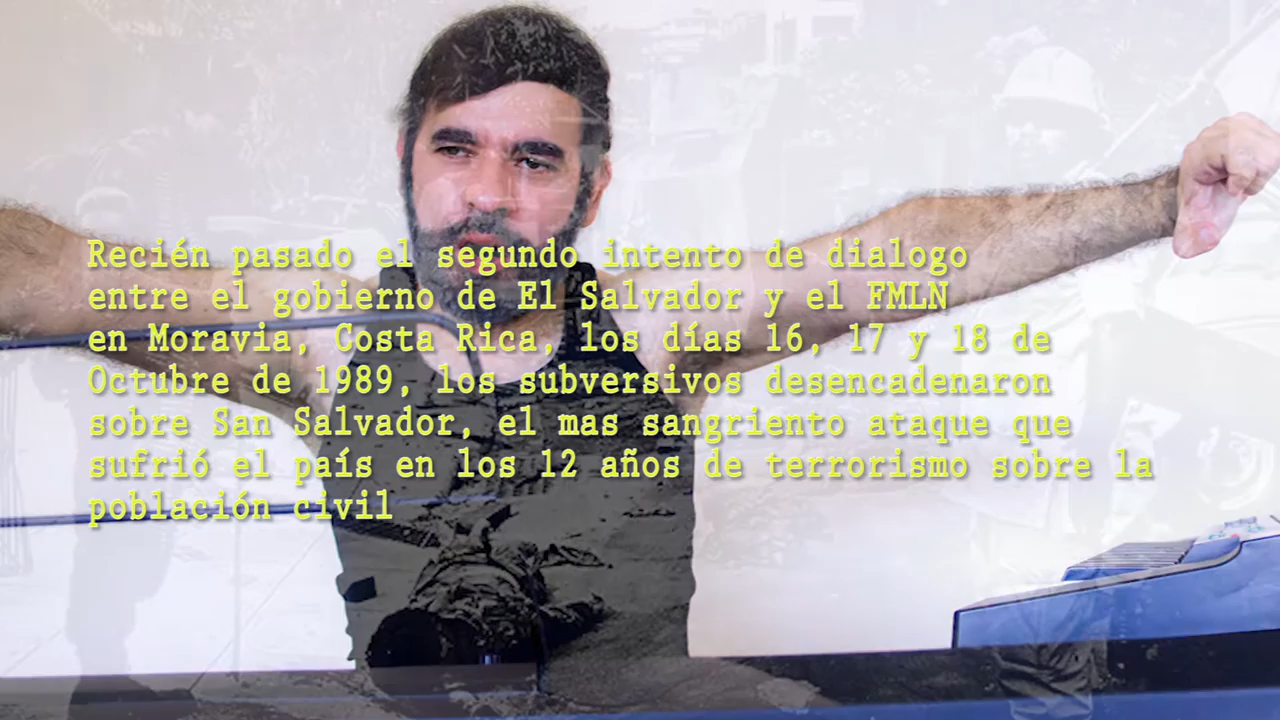 Recién pasado el segundo intento de dialogo
entre el gobierno de El Salvador y el FMLN
en Moravia, Costa Rica, los días 16, 17 y 18 de
Octubre de 1989, los subversivos desencadenaron
sobre San Salvador, el mas sangriento ataque que
sufrió el país en los 12 años de terrorismo sobre la
población civil